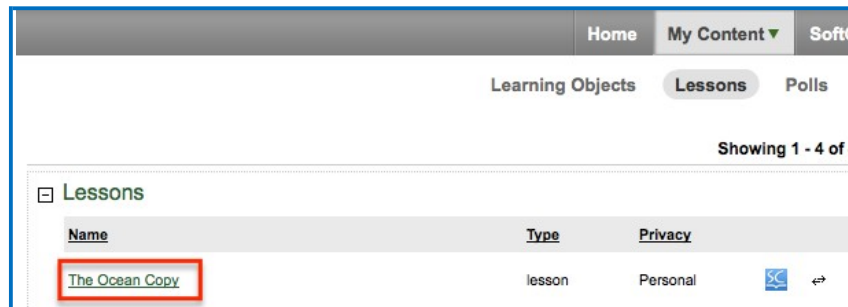 Home My Content ▼ Soft
Learning Objects Lessons Polls
Showing 1 - 4 of
Lessons
Name Type Privacy
The Ocean Copy lesson Personal SC